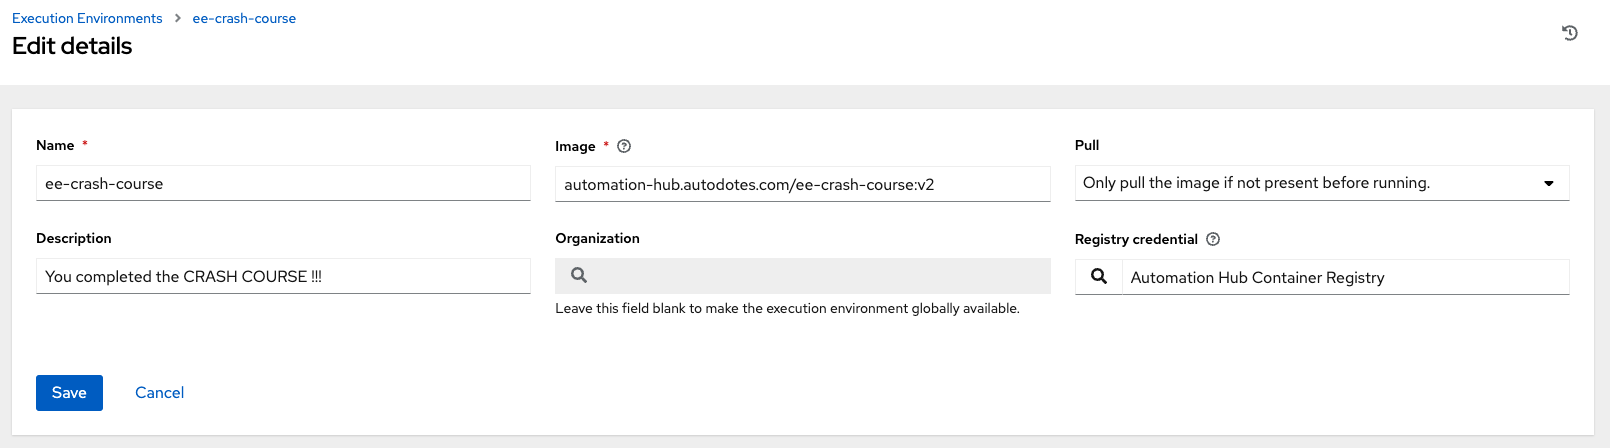 Execution Environments > ee-crash-course
Edit details
Name *
ee-crash-course
Image *
automation-hub.autodotes.com/ee-crash-course:v2
Pull
Only pull the image if not present before running.
Description
You completed the CRASH COURSE !!!
Organization
Leave this field blank to make the execution environment globally available.
Registry credential
Automation Hub Container Registry
Save Cancel